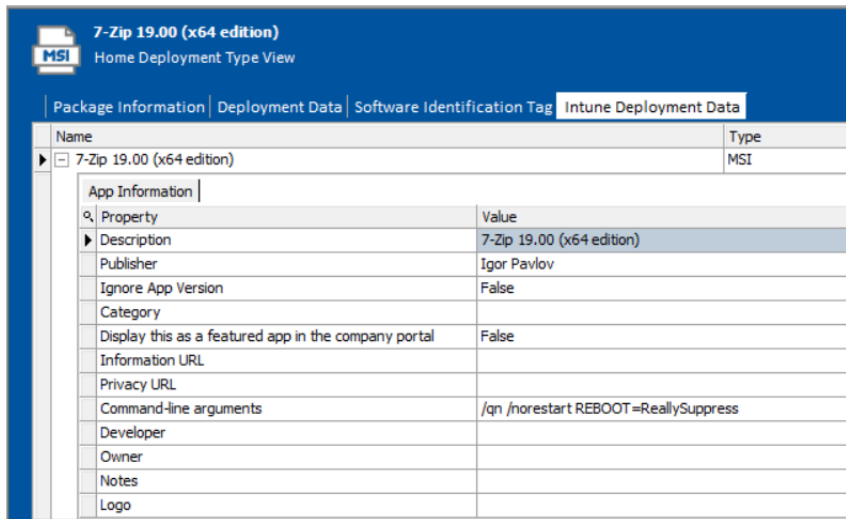 7-Zip 19.00 (x64 edition)
MSI
Home Deployment Type View
Package Information Deployment Data Software Identification Tag Intune Deployment Data
Name Type
7-Zip 19.00 (x64 edition) MSI
App Information
Property Value
Description 7-Zip 19.00 (x64 edition)
Publisher Igor Pavlov
Ignore App Version False
Category
Display this as a featured app in the company portal False
Information URL
Privacy URL
Command-line arguments /qn /norestart REBOOT=ReallySuppress
Developer
Owner
Notes
Logo